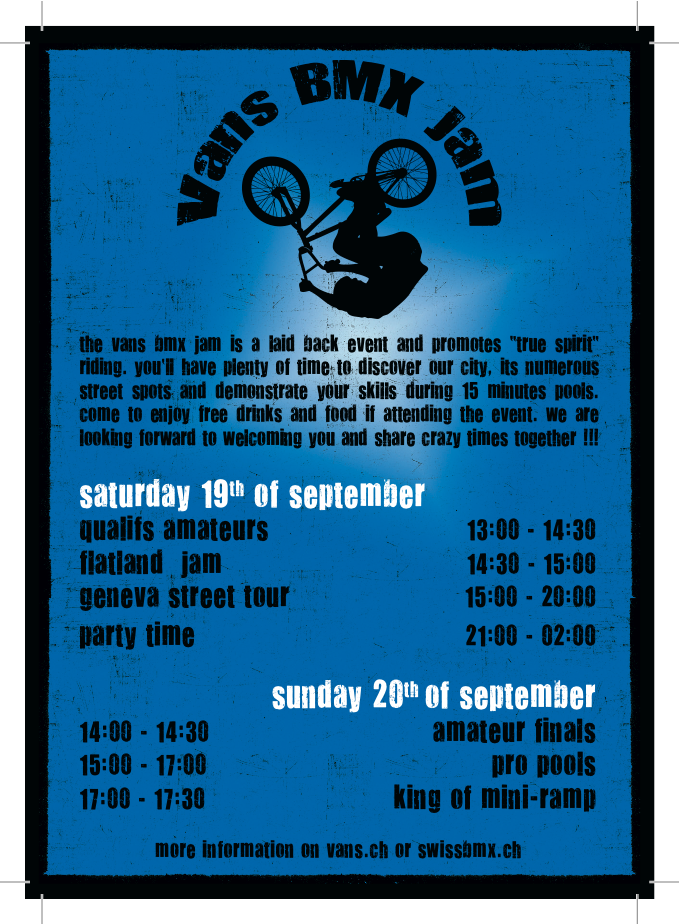 Vans BMX Jam
the vans bmx jam is a laid back event and promotes "true spirit"
riding. you'll have plenty of time to discover our city, its numerous
street spots and demonstrate your skills during 15 minutes pools.
come to enjoy free drinks and food if attending the event. we are
looking forward to welcoming you and share crazy times together !!!
saturday 19th of september
qualifs amateurs 13:00 - 14:30
flatland jam 14:30 - 15:00
geneva street tour 15:00 - 20:00
party time 21:00 - 02:00
sunday 20th of september
14:00 - 14:30 amateur finals
15:00 - 17:00 pro pools
17:00 - 17:30 king of mini-ramp
more information on vans.ch or swissbmx.ch